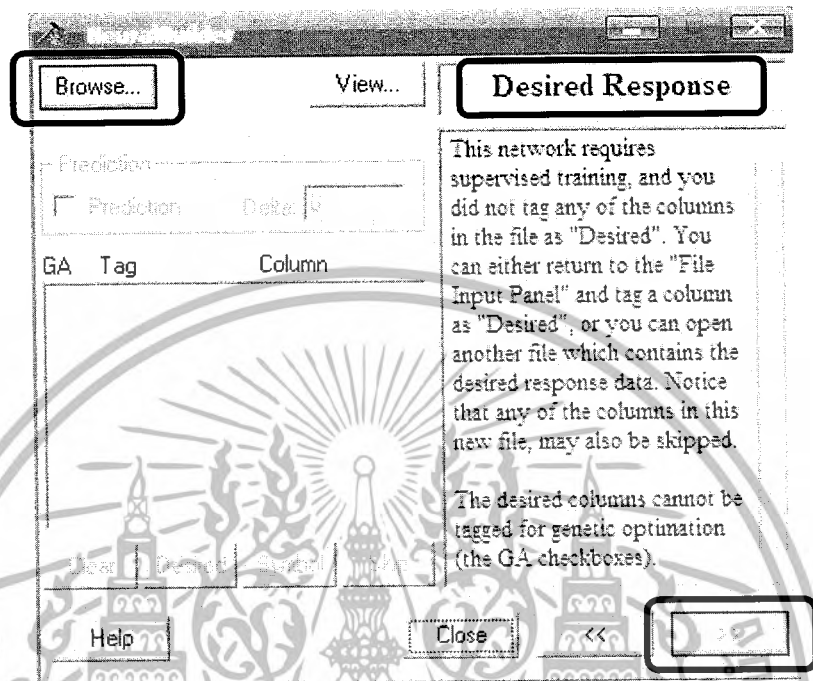 Browse...
View...
Desired Response
Prediction
Prediction Delta:
GA Tag Column
This network requires
supervised training, and you
did not tag any of the columns
in the file as "Desired". You
can either return to the "File
Input Panel" and tag a column
as "Desired", or you can open
another file which contains the
desired response data. Notice
that any of the columns in this
new file, may also be skipped.
The desired columns cannot be
tagged for genetic optimation
(the GA checkboxes).
Clear Desired Symbol Skip
Help
Close
<<
>>